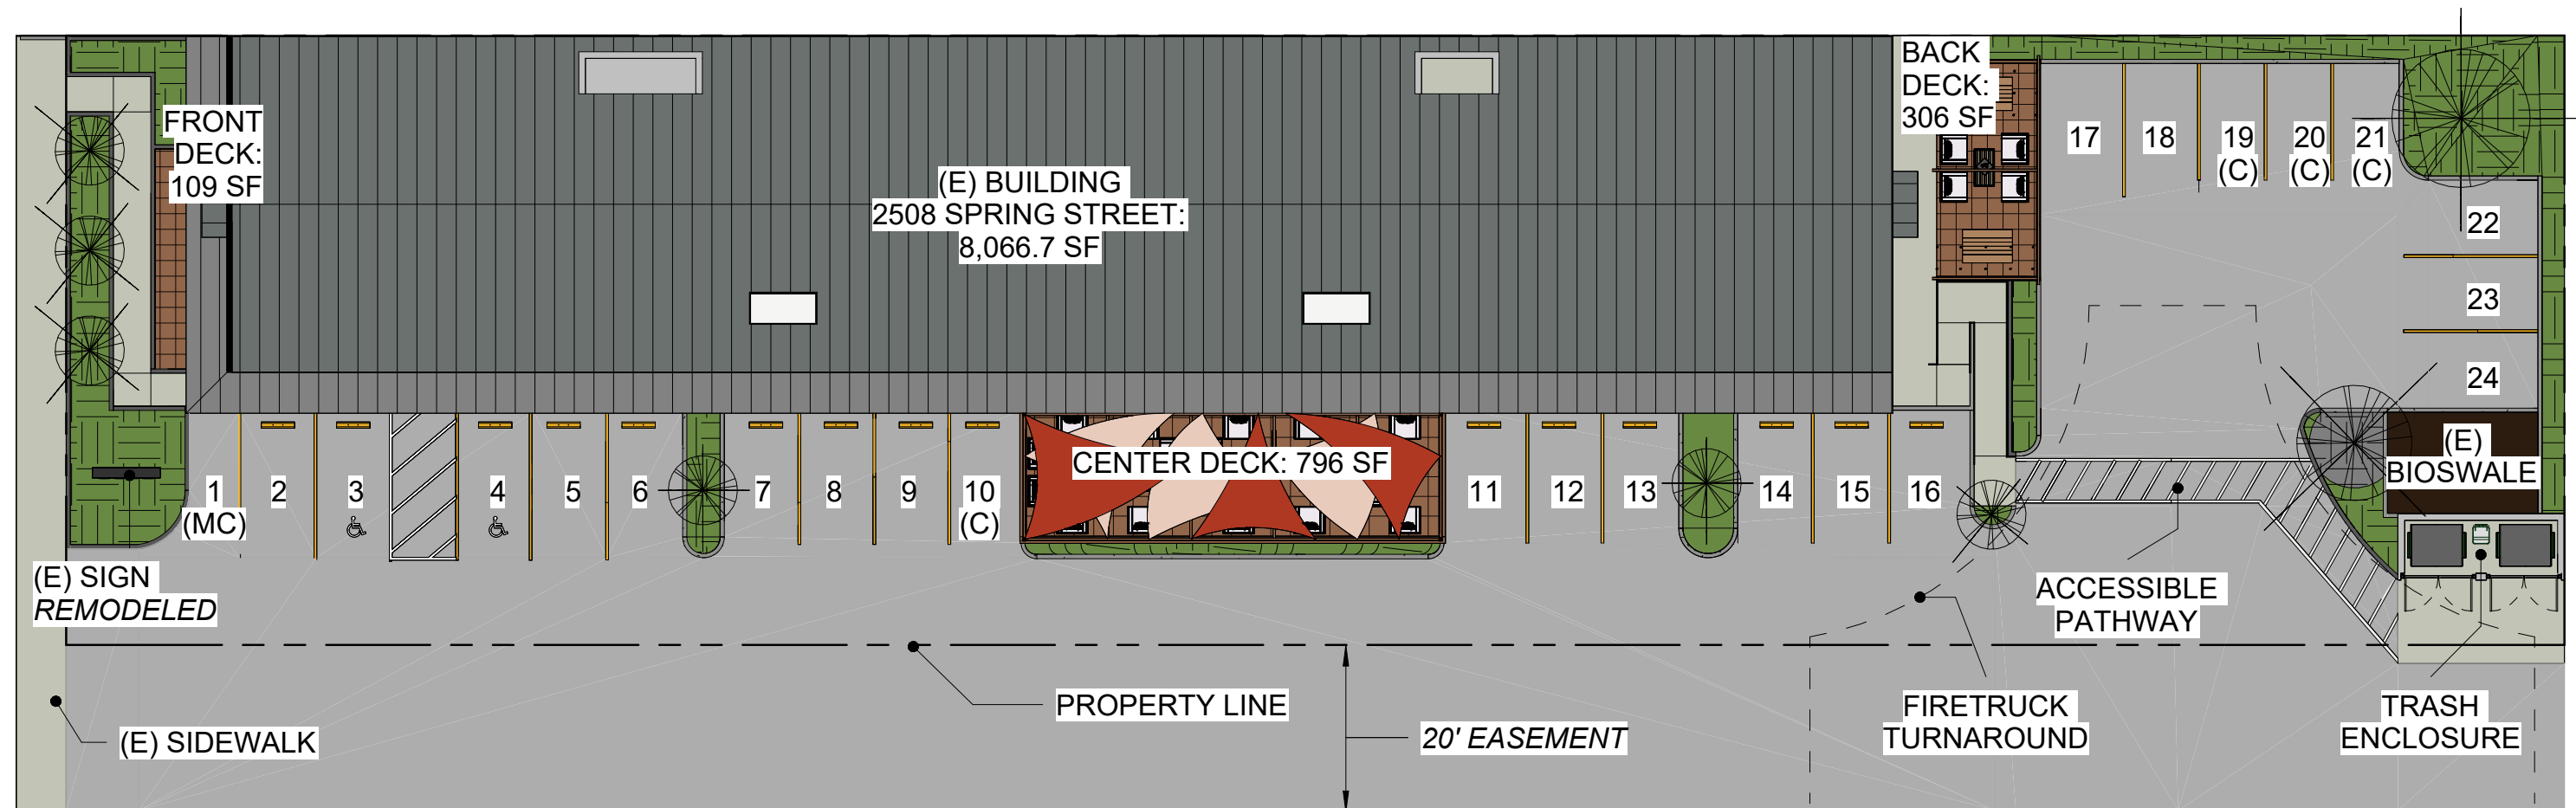 FRONT
DECK:
109 SF
(E) BUILDING
2508 SPRING STREET:
8,066.7 SF
BACK
DECK:
306 SF
17
18
19
(C)
20
(C)
21
(C)
22
23
24
1
(MC)
2
3
4
5
6
7
8
9
10
(C)
CENTER DECK: 796 SF
11
12
13
14
15
16
(E)
BIOSWALE
(E) SIGN
REMODELED
ACCESSIBLE
PATHWAY
PROPERTY LINE
(E) SIDEWALK
20' EASEMENT
FIRETRUCK
TURNAROUND
TRASH
ENCLOSURE